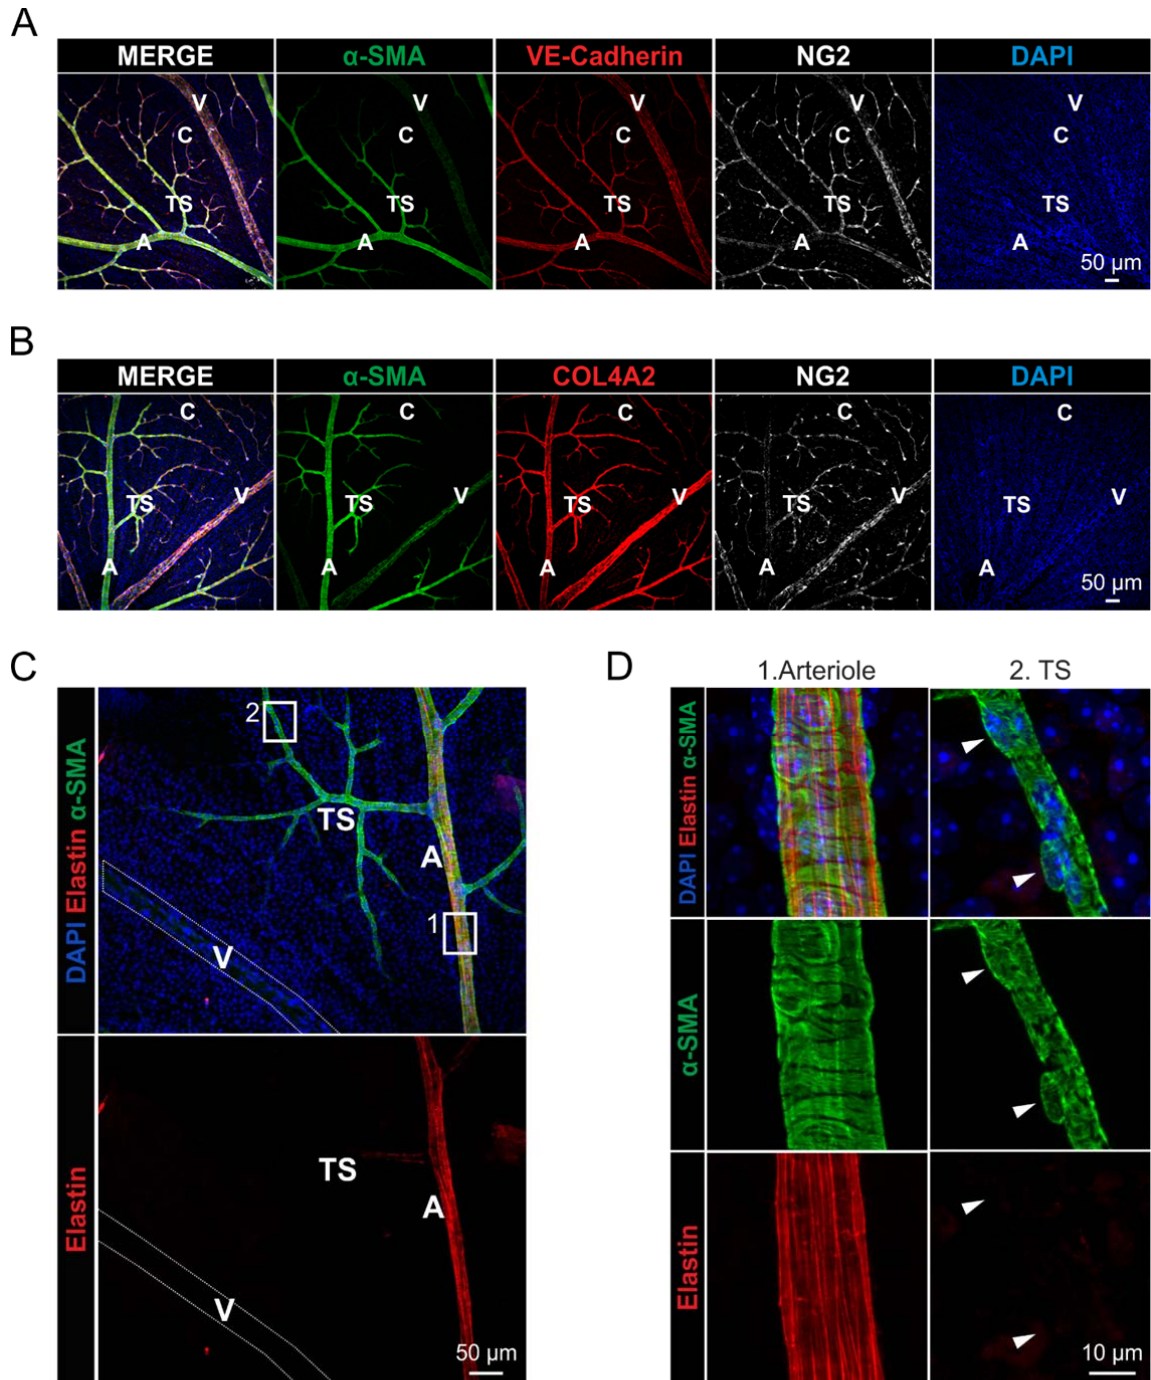 A
MERGE α-SMA VE-Cadherin NG2 DAPI
V V V V V
C C C C C
TS TS TS TS TS
A A A A A
50 µm
B
MERGE α-SMA COL4A2 NG2 DAPI
C C C C C
TS TS TS TS TS
V V V V V
A A A A A
50 µm
C
DAPI Elastin α-SMA
2
TS
A
1
V
Elastin
TS
A
V
50 µm
D
1.Arteriole 2. TS
DAPI Elastin α-SMA
α-SMA
Elastin
10 µm